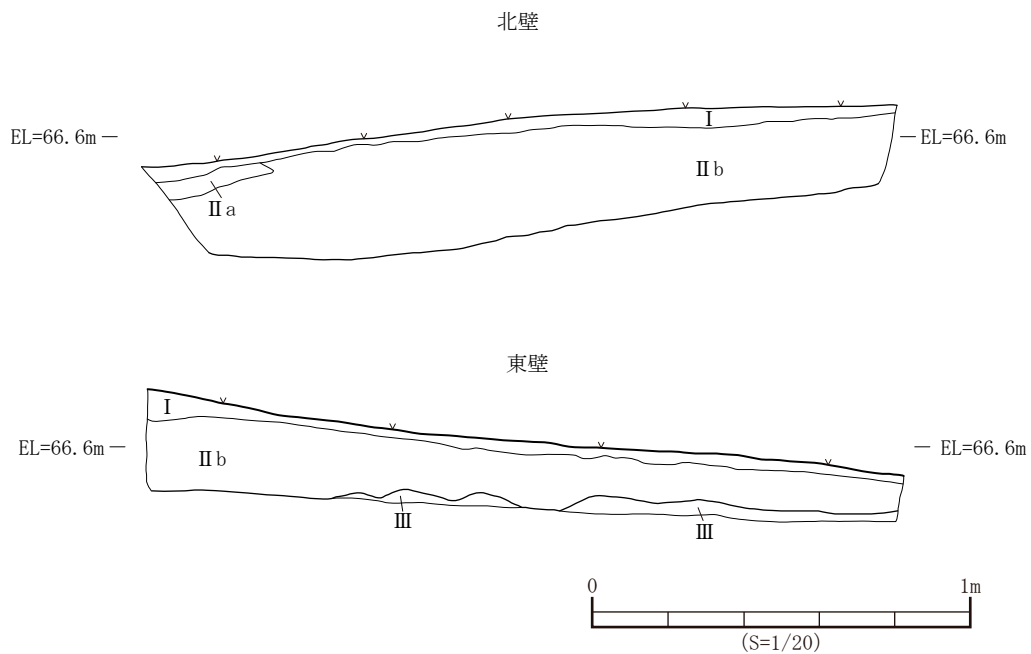 北壁
EL=66.6m
EL=66.6m
Ⅰ
Ⅱb
Ⅱa
東壁
Ⅰ
EL=66.6m
EL=66.6m
Ⅱb
Ⅲ
Ⅲ
0
1m
(S=1/20)